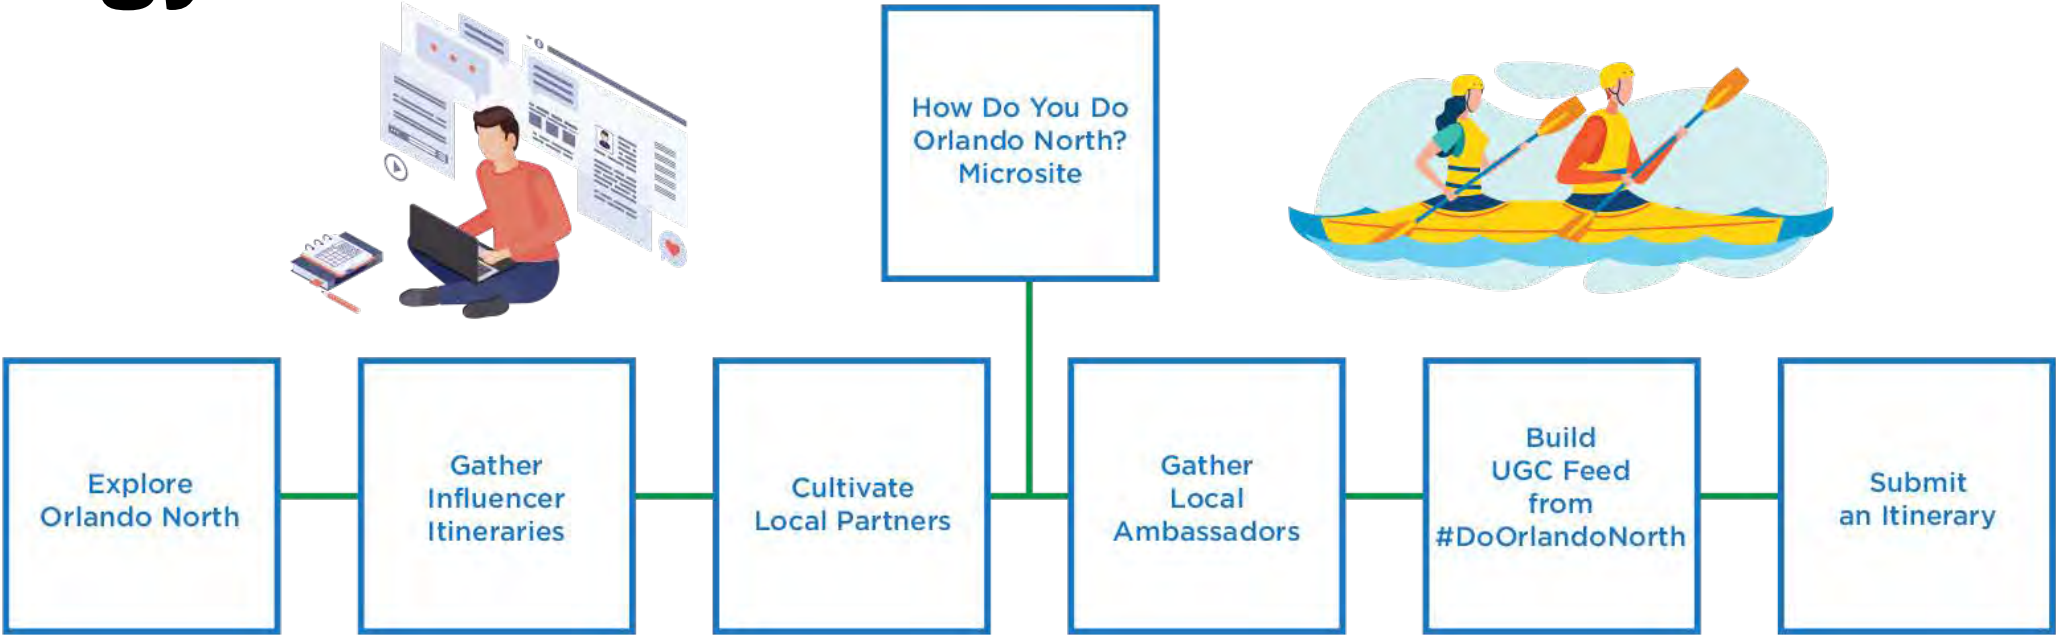 How Do You Do
Orlando North?
Microsite
Explore
Orlando North
Gather
Influencer
Itineraries
Cultivate
Local Partners
Gather
Local
Ambassadors
Build
UGC Feed
from
#DoOrlandoNorth
Submit
an Itinerary